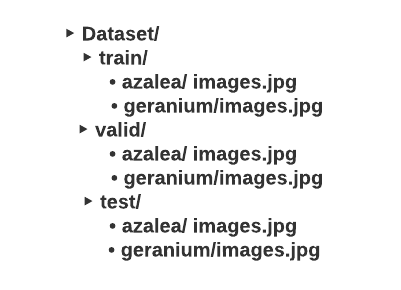 Dataset/
train/
• azalea/ images.jpg
• geranium/images.jpg
valid/
• azalea/ images.jpg
• geranium/images.jpg
test/
• azalea/ images.jpg
• geranium/images.jpg